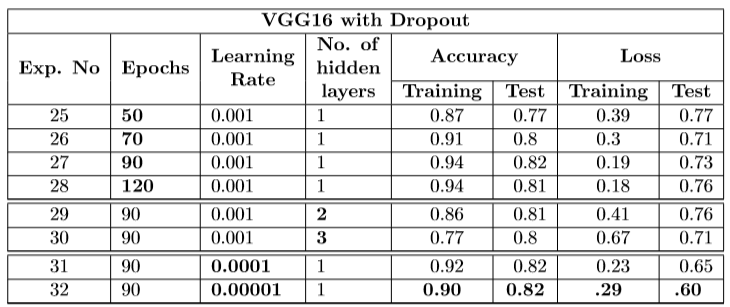 VGG16 with Dropout
Exp. No Epochs Learning Rate No. of hidden layers Accuracy Loss
Training Test Training Test
25 50 0.001 1 0.87 0.77 0.39 0.77
26 70 0.001 1 0.91 0.8 0.3 0.71
27 90 0.001 1 0.94 0.82 0.19 0.73
28 120 0.001 1 0.94 0.81 0.18 0.76
29 90 0.001 2 0.86 0.81 0.41 0.76
30 90 0.001 3 0.77 0.8 0.67 0.71
31 90 0.0001 1 0.92 0.82 0.23 0.65
32 90 0.00001 1 0.90 0.82 .29 .60